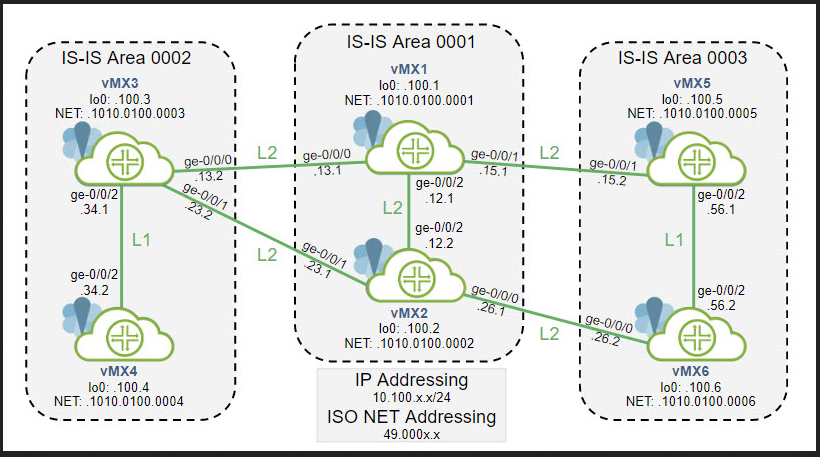 IS-IS Area 0002
vMX3
lo0: .100.3
NET: .1010.0100.0003
ge-0/0/0
.13.2
ge-0/0/1
.23.2
ge-0/0/2
.34.1
L1
ge-0/0/2
.34.2
vMX4
lo0: .100.4
NET: .1010.0100.0004
L2
L2
IS-IS Area 0001
vMX1
lo0: .100.1
NET: .1010.0100.0001
ge-0/0/0
.13.1
ge-0/0/1
.15.1
ge-0/0/2
.12.1
L2
ge-0/0/2
.12.2
ge-0/0/1
.23.1
ge-0/0/0
.26.1
vMX2
lo0: .100.2
NET: .1010.0100.0002
L2
L2
IS-IS Area 0003
vMX5
lo0: .100.5
NET: .1010.0100.0005
ge-0/0/1
.15.2
ge-0/0/2
.56.1
L1
ge-0/0/2
.56.2
ge-0/0/0
.26.2
vMX6
lo0: .100.6
NET: .1010.0100.0006
IP Addressing
10.100.x.x/24
ISO NET Addressing
49.000x.x